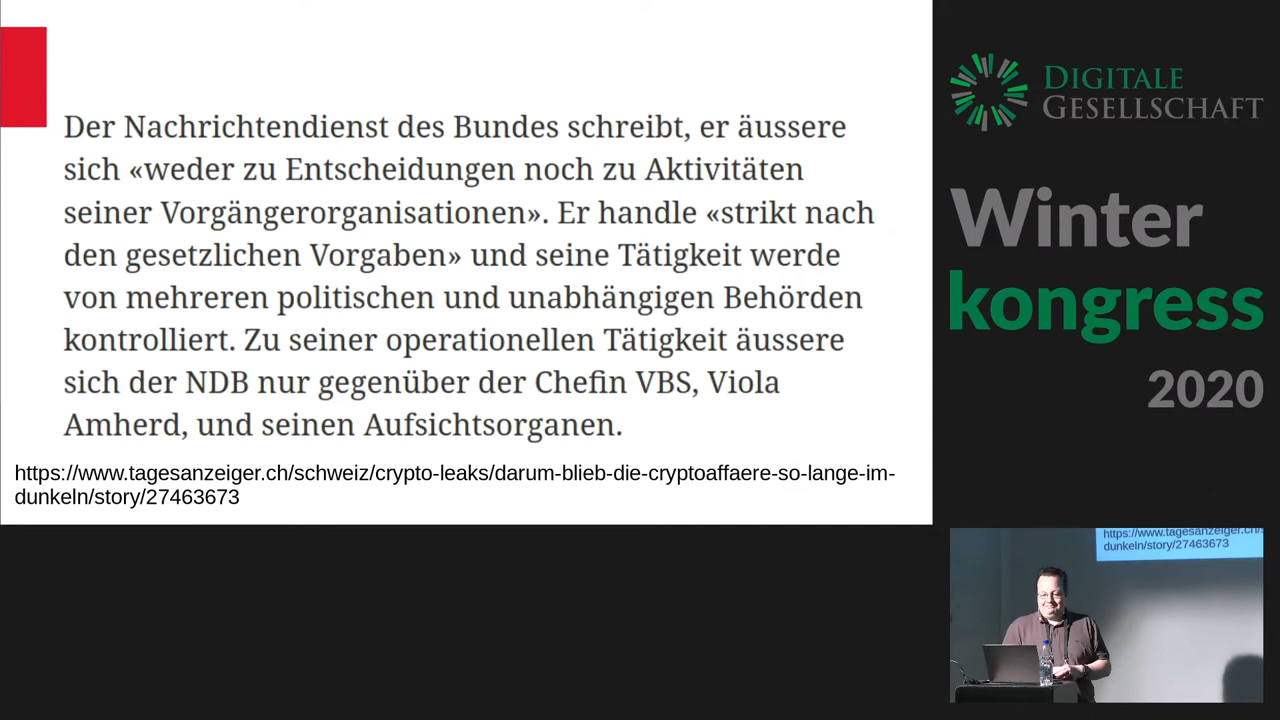 Der Nachrichtendienst des Bundes schreibt, er äussere
sich «weder zu Entscheidungen noch zu Aktivitäten
seiner Vorgängerorganisationen». Er handle «strikt nach
den gesetzlichen Vorgaben» und seine Tätigkeit werde
von mehreren politischen und unabhängigen Behörden
kontrolliert. Zu seiner operationellen Tätigkeit äussere
sich der NDB nur gegenüber der Chefin VBS, Viola
Amherd, und seinen Aufsichtsorganen.
https://www.tagesanzeiger.ch/schweiz/crypto-leaks/darum-blieb-die-cryptoaffaere-so-lange-im-
dunkeln/story/27463673
DIGITALE
GESELLSCHAFT
Winter
kongress
2020
https://www.tagesanzeiger.ch/
dunkeln/story/27463673